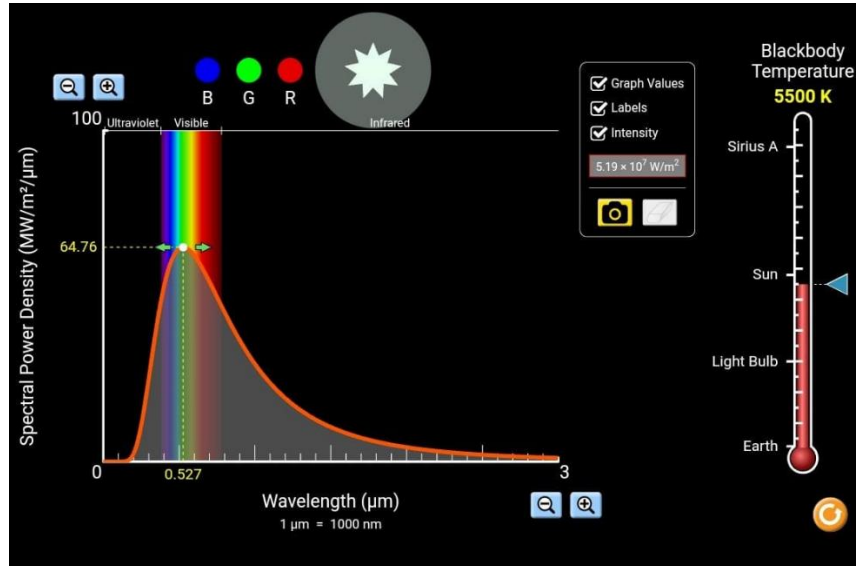 B
G
R
100
Ultraviolet
Visible
Infrared
Spectral Power Density (MW/m²/μm)
64.76
0
0.527
3
Wavelength (μm)
1 μm = 1000 nm
Graph Values
Labels
Intensity
5.19 × 10⁷ W/m²
Blackbody
Temperature
5500 K
Sirius A
Sun
Light Bulb
Earth